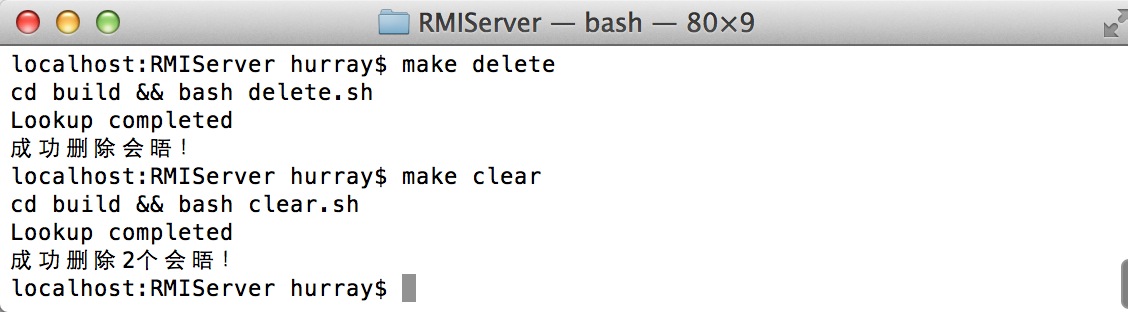 RMIServer — bash — 80×9
localhost:RMIServer hurray$ make delete
cd build && bash delete.sh
Lookup completed
成功删除会晤！
localhost:RMIServer hurray$ make clear
cd build && bash clear.sh
Lookup completed
成功删除2个会晤！
localhost:RMIServer hurray$